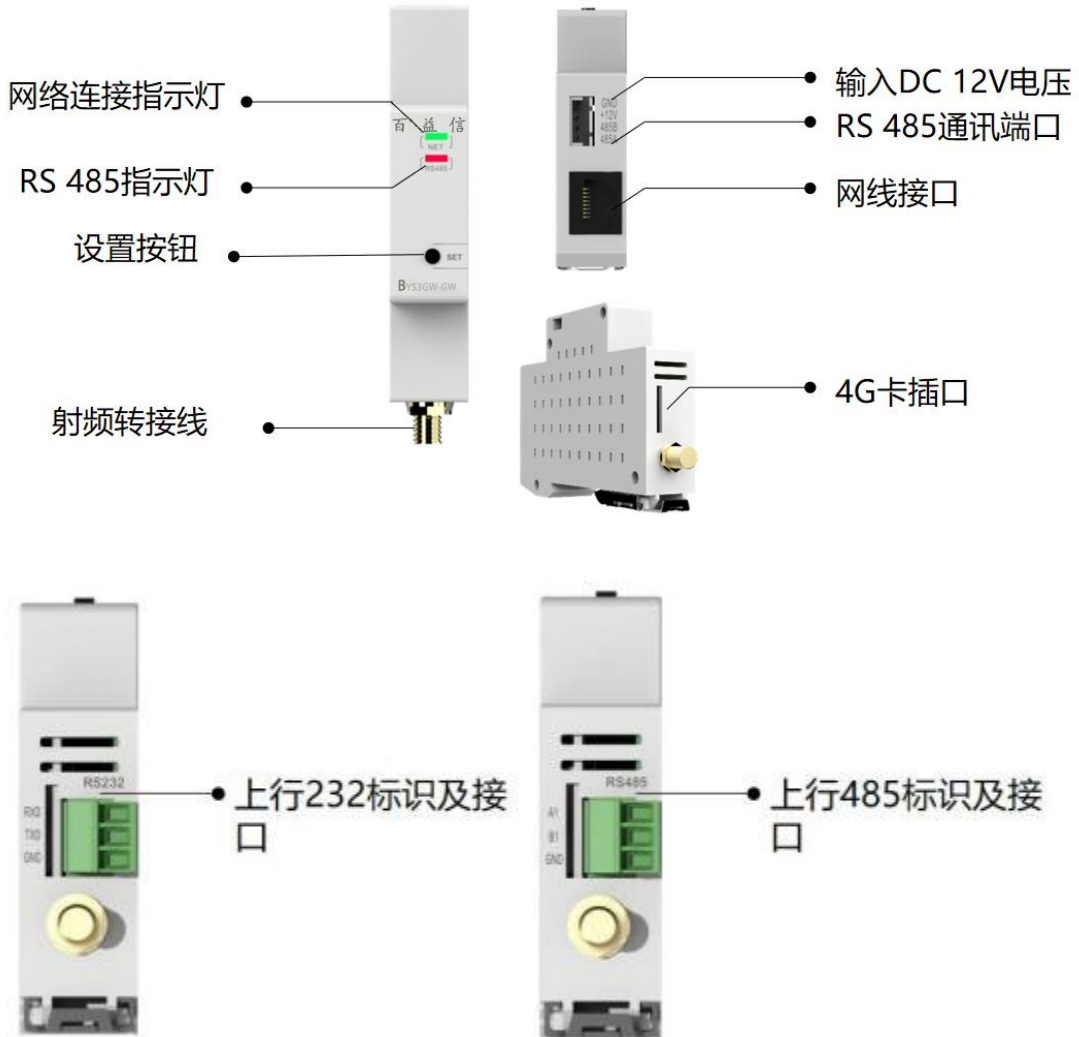 网络连接指示灯
百益信
NET
RS485
RS 485指示灯
设置按钮
SET
BYS3GW-GW
射频转接线
输入DC 12V电压
GND
+12V
485B
485A
RS 485通讯端口
网线接口
4G卡插口
RS232
RX0
TX0
GND
上行232标识及接
口
RS485
A1
B1
GND
上行485标识及接
口